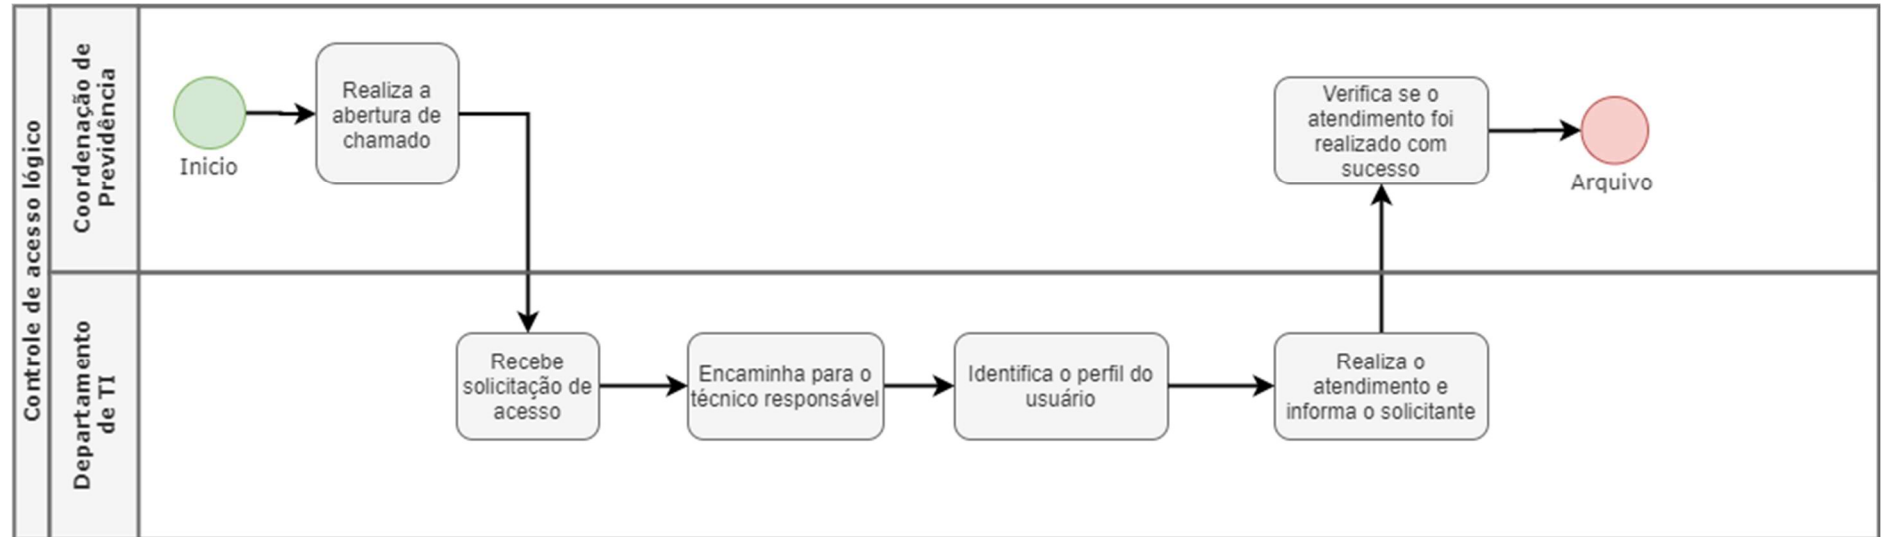 Controle de acesso lógico
Coordenação de
Previdência
Inicio
Realiza a
abertura de
chamado
Verifica se o
atendimento foi
realizado com
sucesso
Arquivo
Departamento
de TI
Recebe
solicitação de
acesso
Encaminha para o
técnico responsável
Identifica o perfil do
usuário
Realiza o
atendimento e
informa o solicitante